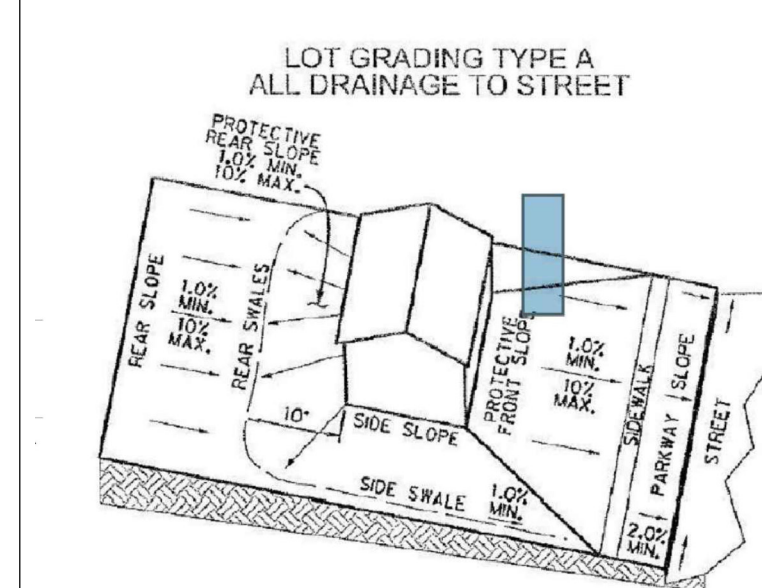 LOT GRADING TYPE A
ALL DRAINAGE TO STREET
PROTECTIVE
REAR SLOPE
1.0% MIN.
10% MAX.
REAR SLOPE
1.0%
MIN.
10%
MAX.
REAR SWALES
10'
SIDE SLOPE
SIDE SWALE
1.0%
MIN.
PROTECTIVE
FRONT SLOPE
1.0%
MIN.
10%
MAX.
SIDEWALK
PARKWAY SLOPE
2.0%
MIN.
STREET